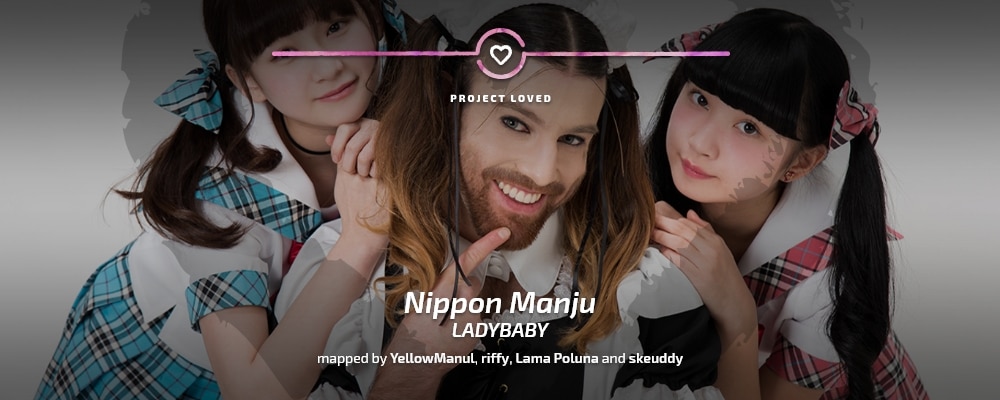 PROJECT LOVED
Nippon Manju
LADYBABY
mapped by YellowManul, riffy, Lama Poluna and skeuddy